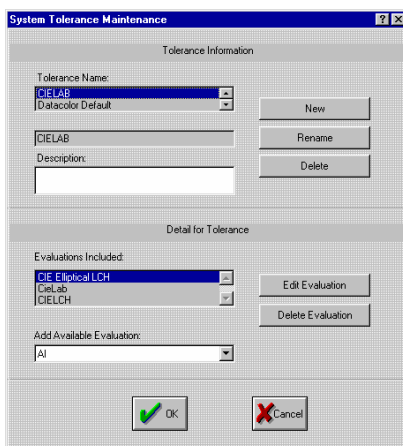 System Tolerance Maintenance
Tolerance Information
Tolerance Name:
CIELAB
Datacolor Default
New
CIELAB
Rename
Description:
Delete
Detail for Tolerance
Evaluations Included:
CIE Elliptical LCH
CieLab
CIELCH
Edit Evaluation
Delete Evaluation
Add Available Evaluation:
AI
OK
Cancel